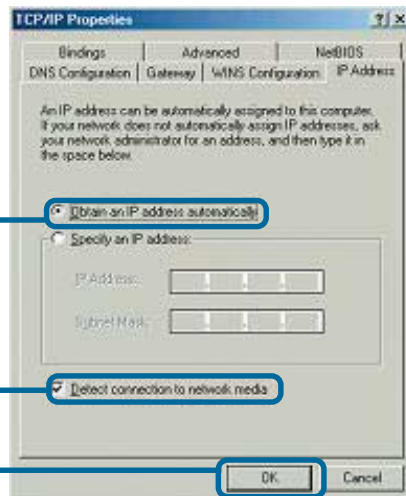 TCP/IP Properties
Bindings Advanced NetBIOS
DNS Configuration Gateway WINS Configuration IP Address
An IP address can be automatically assigned to this computer.
If your network does not automatically assign IP addresses, ask
your network administrator for an address, and then type it in
the space below.
Obtain an IP address automatically
Specify an IP address:
IP Address:
Subnet Mask:
Detect connection to network media
OK Cancel